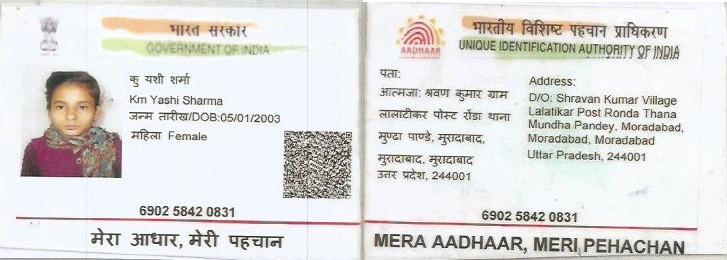 भारत सरकार
GOVERNMENT OF INDIA
कु यशी शर्मा
Km Yashi Sharma
जन्म तारीख/DOB:05/01/2003
महिला Female
6902 5842 0831
मेरा आधार, मेरी पहचान
भारतीय विशिष्ट पहचान प्राधिकरण
UNIQUE IDENTIFICATION AUTHORITY OF INDIA
AADHAAR
पता:
आत्मजा: श्रवण कुमार ग्राम
लालाटीकर पोस्ट रोंडा थाना
मुण्ढा पाण्डे, मुरादाबाद,
मुरादाबाद, मुरादाबाद
उत्तर प्रदेश, 244001
Address:
D/O: Shravan Kumar Village
Lalatikar Post Ronda Thana
Mundha Pandey, Moradabad,
Moradabad, Moradabad
Uttar Pradesh, 244001
6902 5842 0831
MERA AADHAAR, MERI PEHACHAN